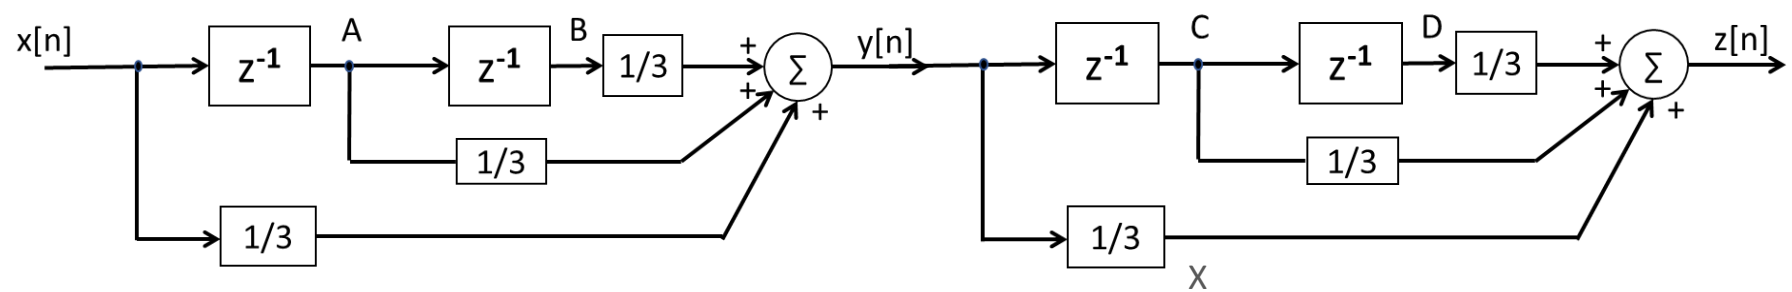 x[n] z⁻¹ A z⁻¹ B 1/3 + + + Σ y[n] z⁻¹ C z⁻¹ D 1/3 + + + Σ z[n]
1/3 1/3
1/3 1/3
X